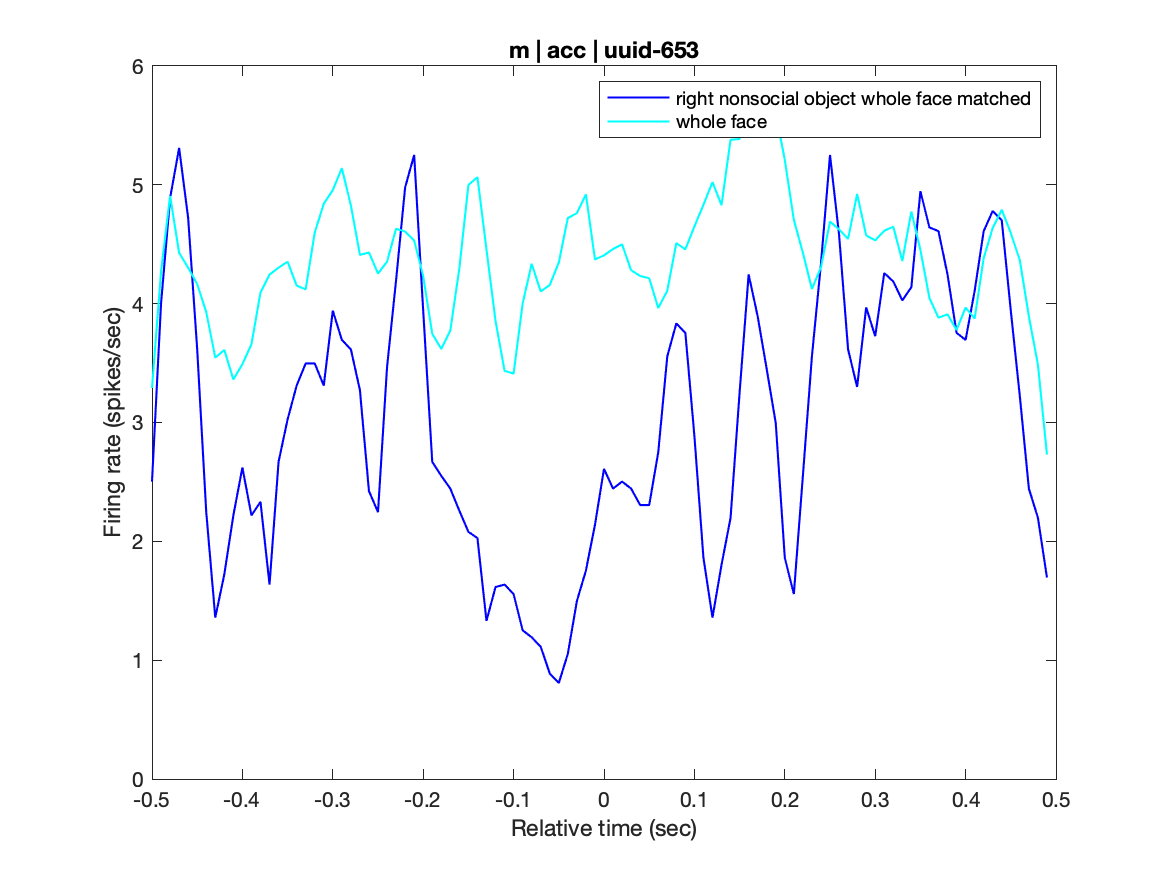 m | acc | uuid-653
right nonsocial object whole face matched
whole face
Firing rate (spikes/sec)
6
5
4
3
2
1
0
-0.5 -0.4 -0.3 -0.2 -0.1 0 0.1 0.2 0.3 0.4 0.5
Relative time (sec)